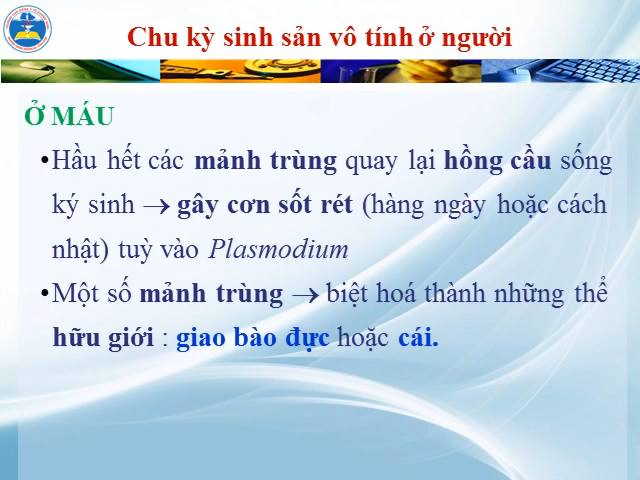 Chu kỳ sinh sản vô tính ở người
Ở MÁU
•Hầu hết các mảnh trùng quay lại hồng cầu sống
ký sinh → gây cơn sốt rét (hàng ngày hoặc cách
nhật) tuỳ vào Plasmodium
•Một số mảnh trùng → biệt hoá thành những thể
hữu giới : giao bào đực hoặc cái.